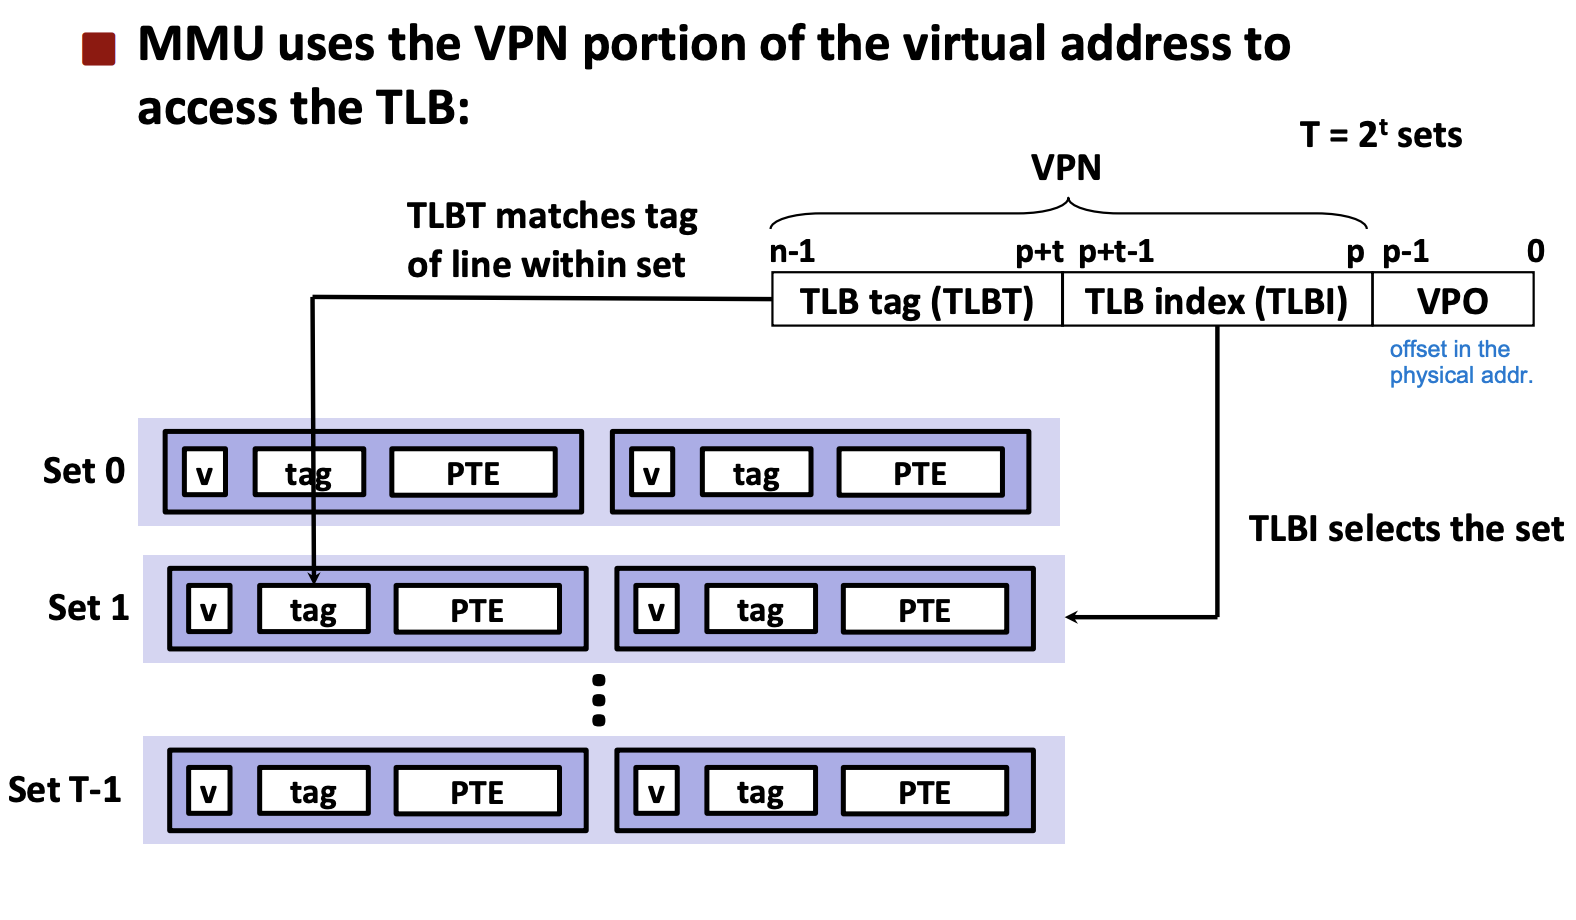 MMU uses the VPN portion of the virtual address to
access the TLB:
T = 2^t sets
VPN
TLBT matches tag
of line within set
n-1 p+t p+t-1 p p-1 0
TLB tag (TLBT) TLB index (TLBI) VPO
offset in the
physical addr.
Set 0 v tag PTE v tag PTE
TLBI selects the set
Set 1 v tag PTE v tag PTE
Set T-1 v tag PTE v tag PTE